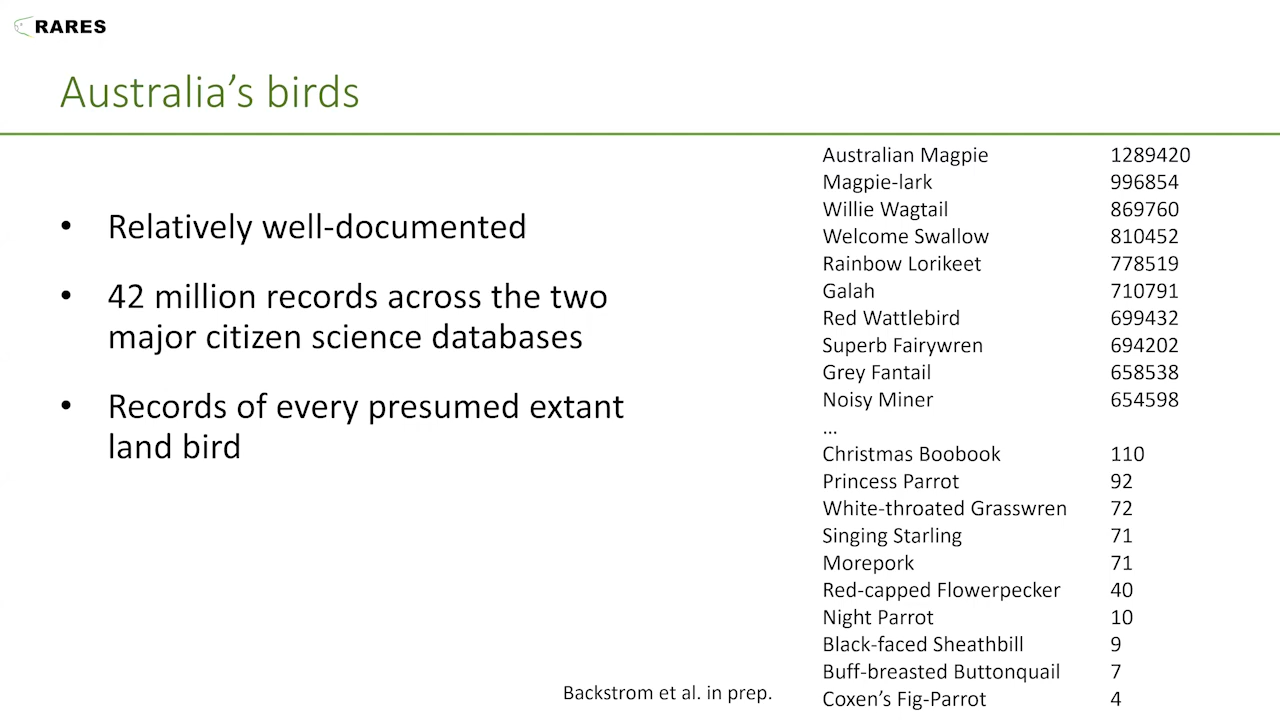 RARES
Australia’s birds
• Relatively well-documented
• 42 million records across the two
major citizen science databases
• Records of every presumed extant
land bird
Australian Magpie 1289420
Magpie-lark 996854
Willie Wagtail 869760
Welcome Swallow 810452
Rainbow Lorikeet 778519
Galah 710791
Red Wattlebird 699432
Superb Fairywren 694202
Grey Fantail 658538
Noisy Miner 654598
…
Christmas Boobook 110
Princess Parrot 92
White-throated Grasswren 72
Singing Starling 71
Morepork 71
Red-capped Flowerpecker 40
Night Parrot 10
Black-faced Sheathbill 9
Buff-breasted Buttonquail 7
Coxen’s Fig-Parrot 4
Backstrom et al. in prep.